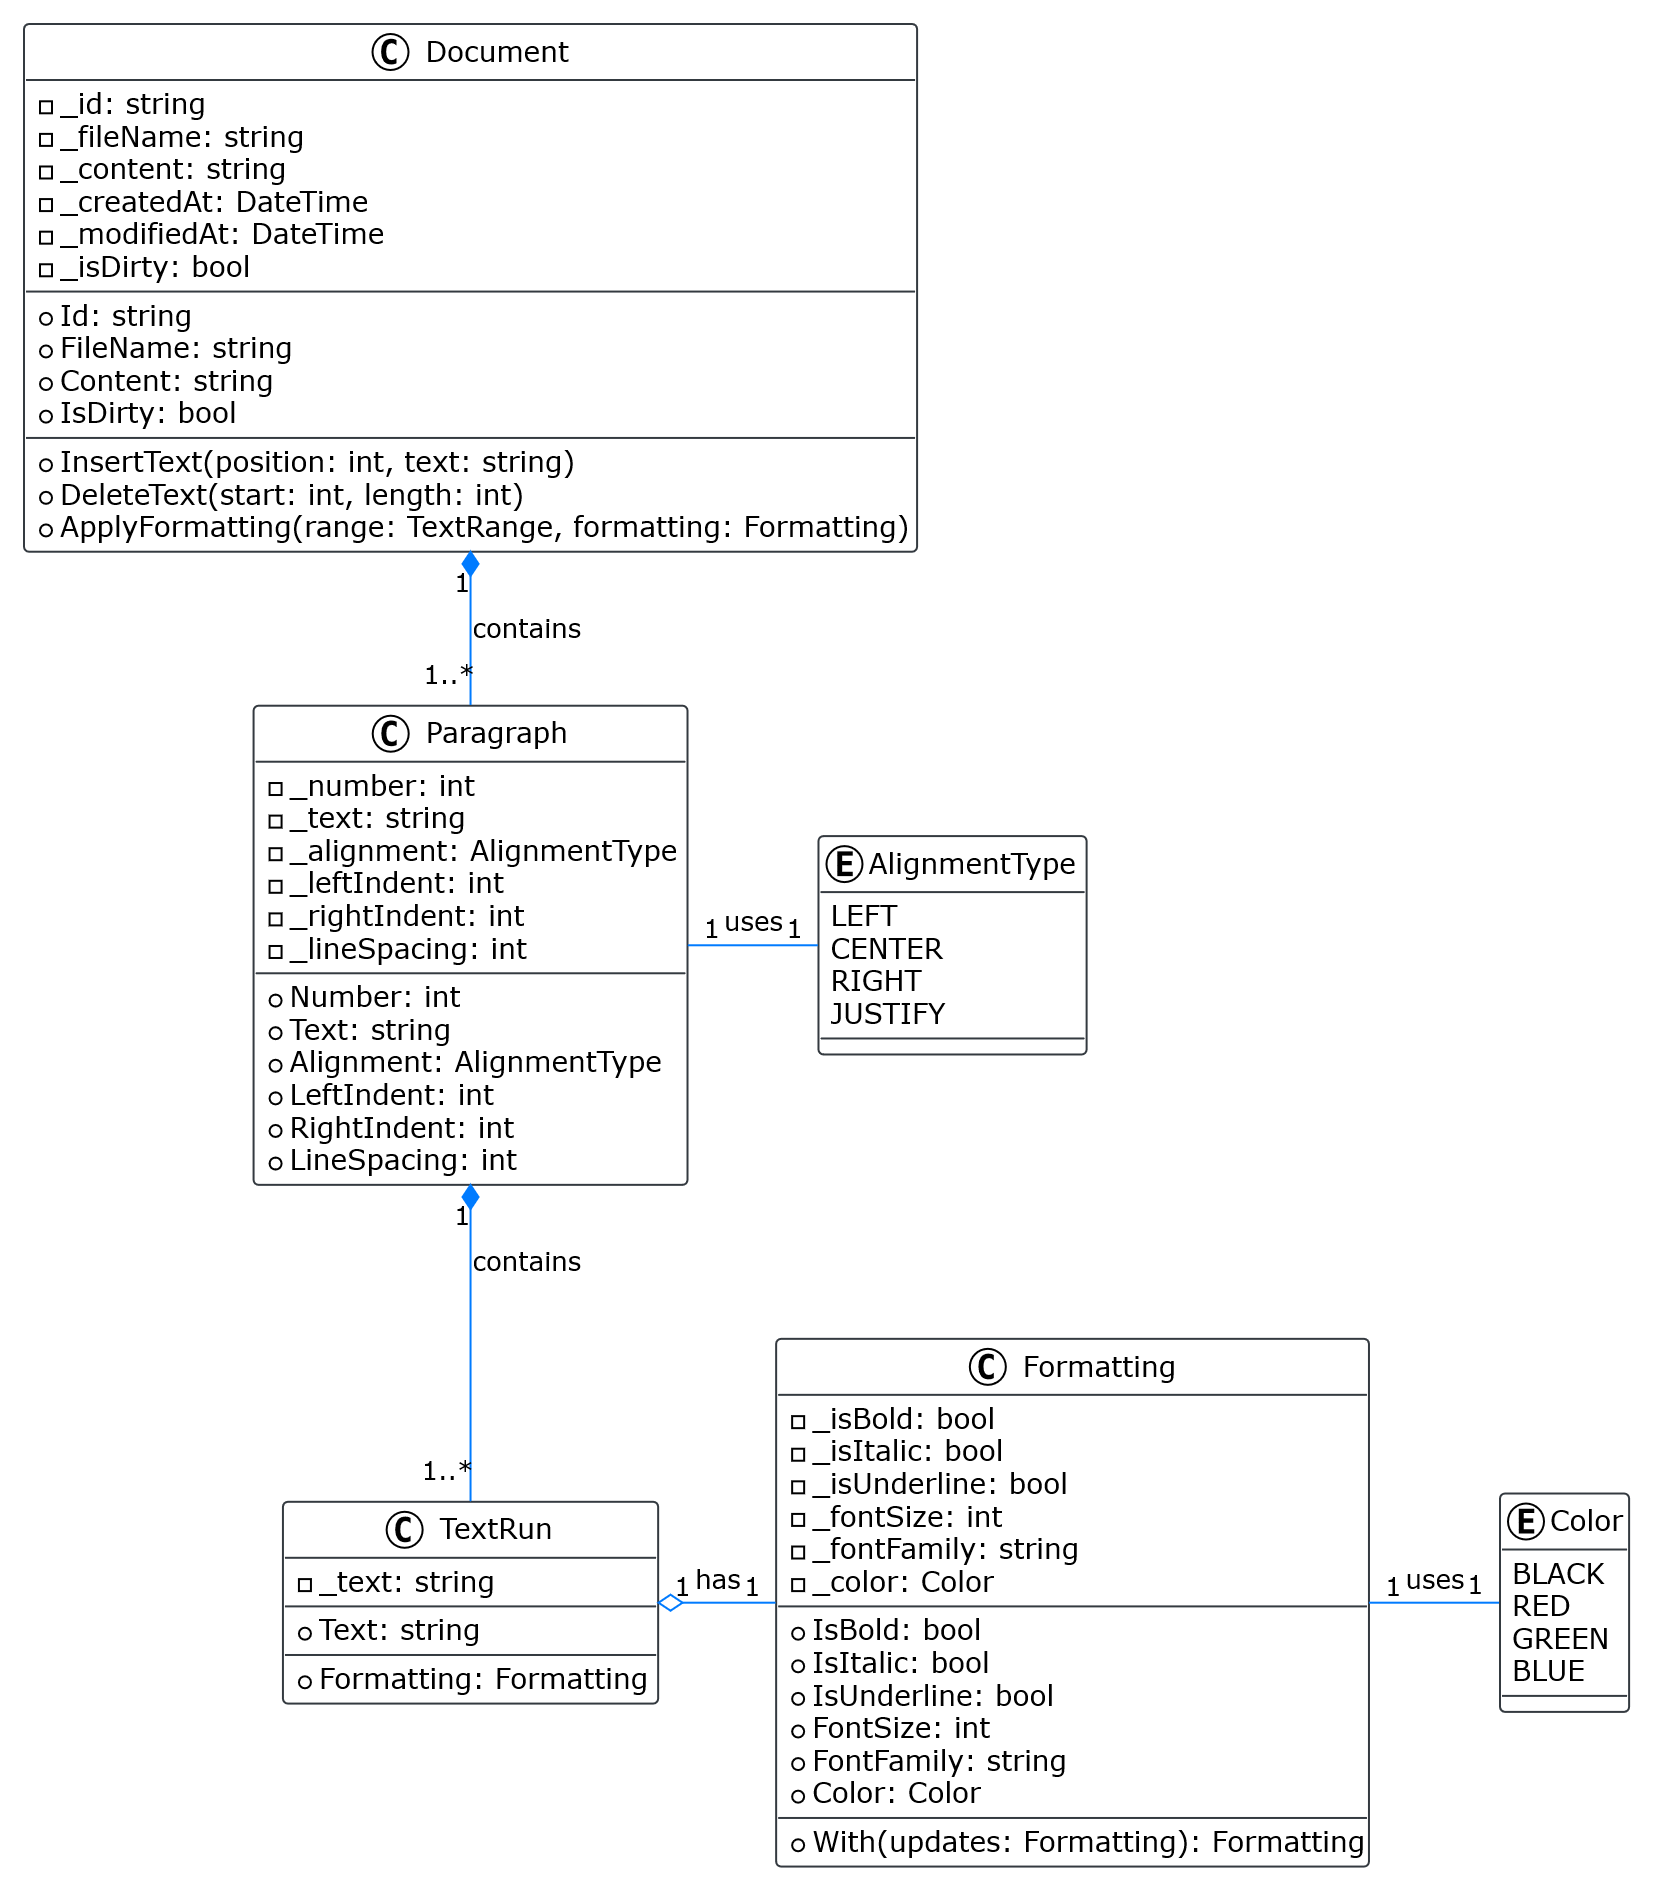 C Document
_id: string
_fileName: string
_content: string
_createdAt: DateTime
_modifiedAt: DateTime
_isDirty: bool
Id: string
FileName: string
Content: string
IsDirty: bool
InsertText(position: int, text: string)
DeleteText(start: int, length: int)
ApplyFormatting(range: TextRange, formatting: Formatting)
1
contains
1..*
C Paragraph
_number: int
_text: string
_alignment: AlignmentType
_leftIndent: int
_rightIndent: int
_lineSpacing: int
Number: int
Text: string
Alignment: AlignmentType
LeftIndent: int
RightIndent: int
LineSpacing: int
1 uses 1
E AlignmentType
LEFT
CENTER
RIGHT
JUSTIFY
1
contains
1..*
C TextRun
_text: string
Text: string
Formatting: Formatting
1 has 1
C Formatting
_isBold: bool
_isItalic: bool
_isUnderline: bool
_fontSize: int
_fontFamily: string
_color: Color
IsBold: bool
IsItalic: bool
IsUnderline: bool
FontSize: int
FontFamily: string
Color: Color
With(updates: Formatting): Formatting
1 uses 1
E Color
BLACK
RED
GREEN
BLUE